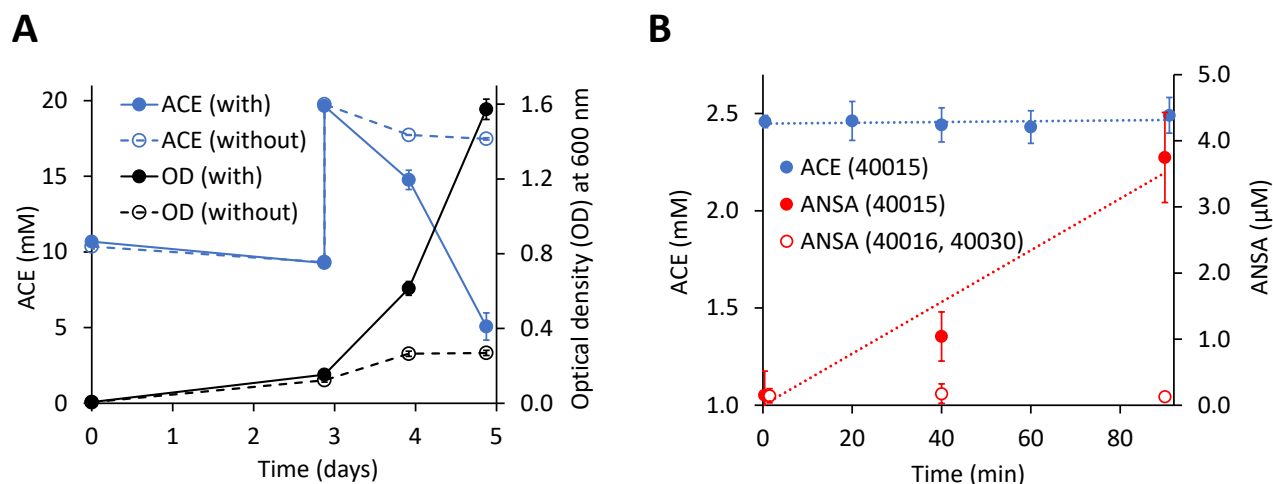 A
ACE (with)
ACE (without)
OD (with)
OD (without)
20
15
10
5
0
ACE (mM)
1.6
1.2
0.8
0.4
0.0
Optical density (OD) at 600 nm
0 1 2 3 4 5
Time (days)
B
ACE (40015)
ANSA (40015)
ANSA (40016, 40030)
2.5
2.0
1.5
1.0
ACE (mM)
5.0
4.0
3.0
2.0
1.0
0.0
ANSA (µM)
0 20 40 60 80
Time (min)